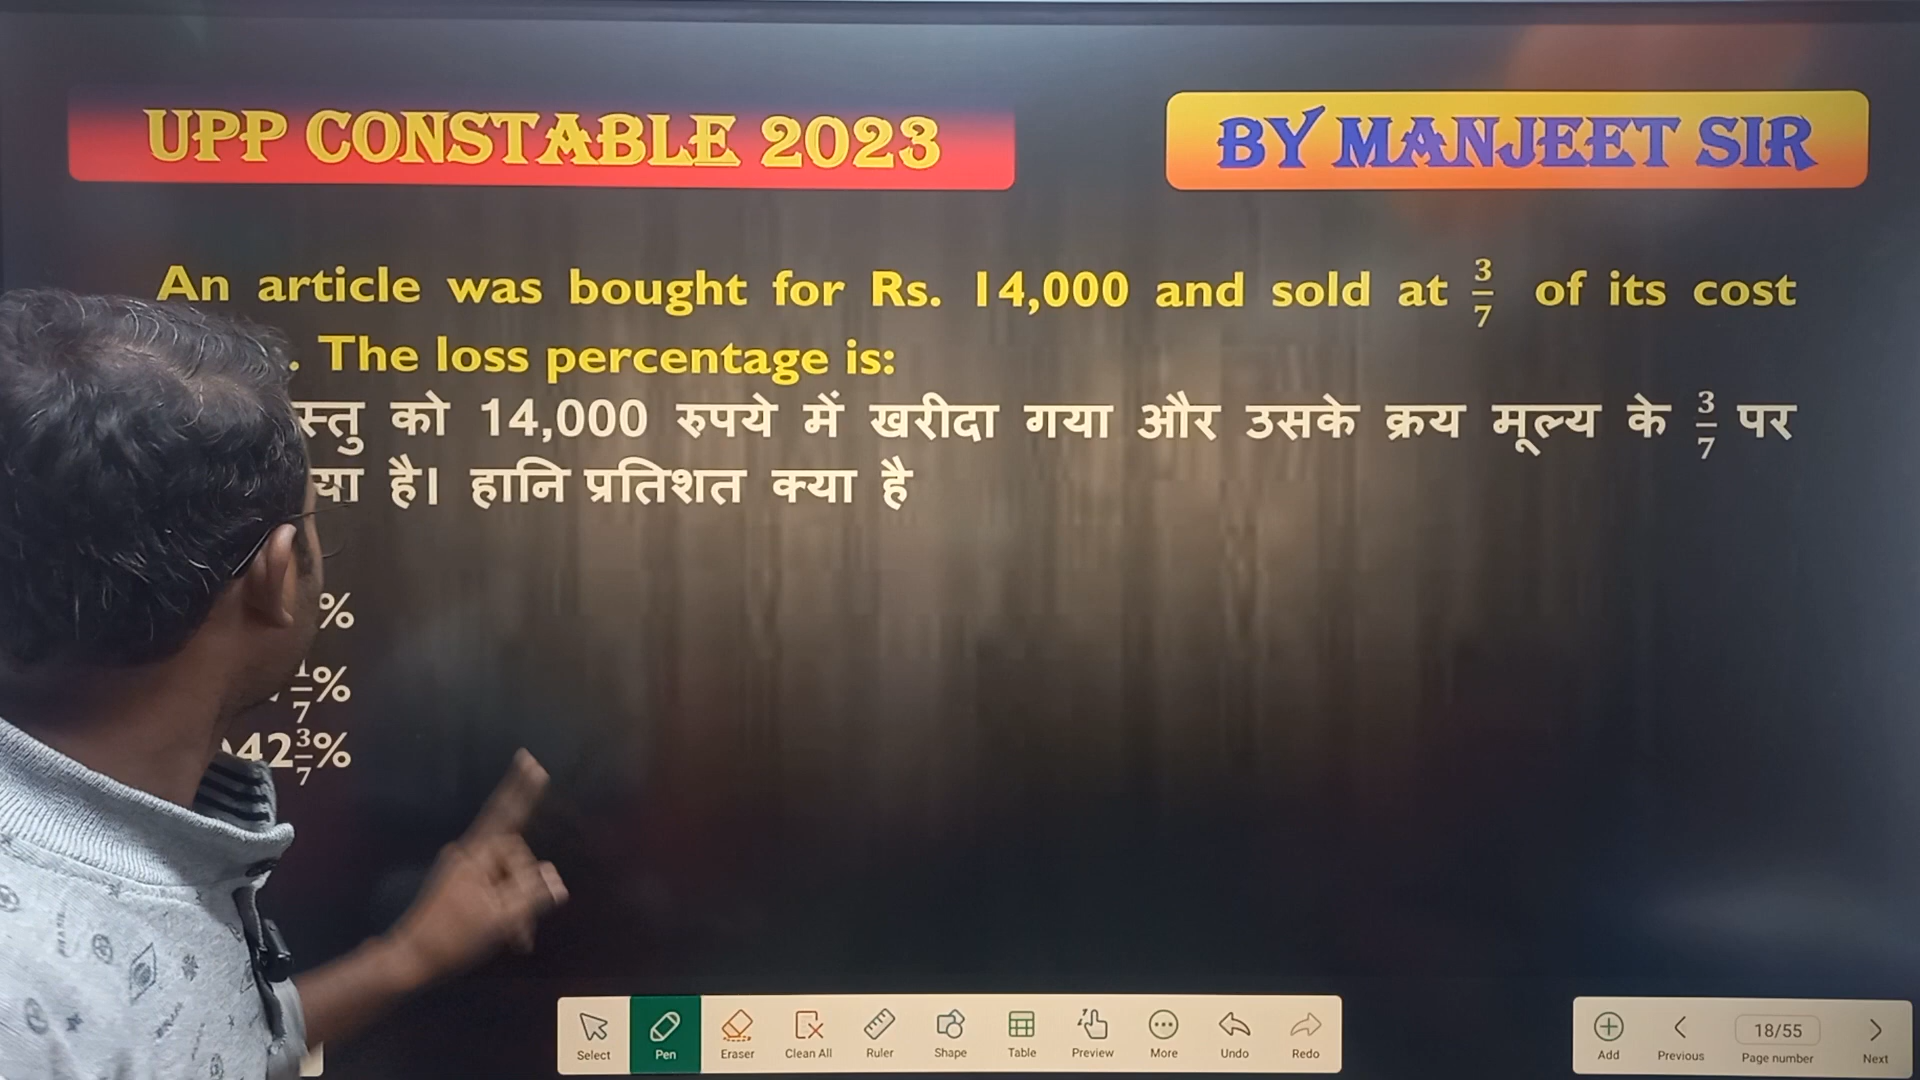 UPP CONSTABLE 2023
BY MANJEET SIR
An article was bought for Rs. 14,000 and sold at 3/7 of its cost
. The loss percentage is:
को 14,000 रुपये में खरीदा गया और उसके क्रय मूल्य के 3/7 पर
है। हानि प्रतिशत क्या है
%
1/7%
42 3/7%
Select Pen Eraser Clean All Ruler Shape Table Preview More Undo Redo
Add Previous 18/55 Page number Next